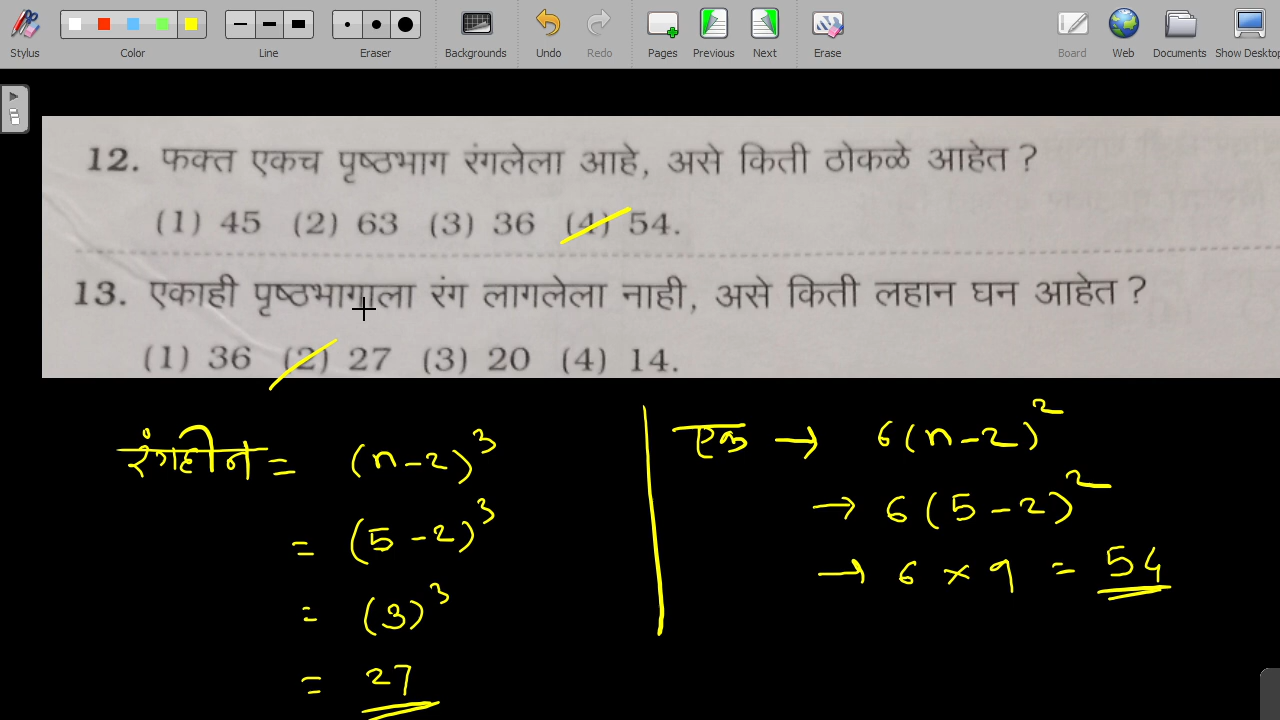 Stylus Color Line Eraser Backgrounds Undo Redo Pages Previous Next Erase Board Web Documents Show Desktop
12. फक्त एकच पृष्ठभाग रंगलेला आहे, असे किती ठोकळे आहेत ?
(1) 45 (2) 63 (3) 36 (4) 54.
13. एकाही पृष्ठभागाला रंग लागलेला नाही, असे किती लहान घन आहेत ?
(1) 36 (2) 27 (3) 20 (4) 14.
रंगहीन = (n-2)³
= (5-2)³
= (3)³
= 27
एक → 6(n-2)²
→ 6(5-2)²
→ 6 × 9 = 54